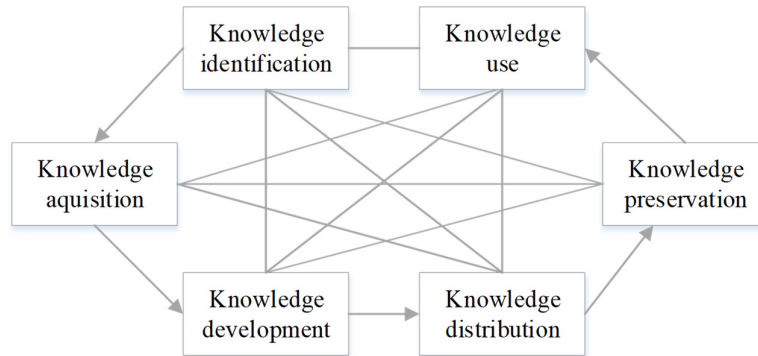 Knowledge
identification
Knowledge
use
Knowledge
aquisition
Knowledge
preservation
Knowledge
development
Knowledge
distribution